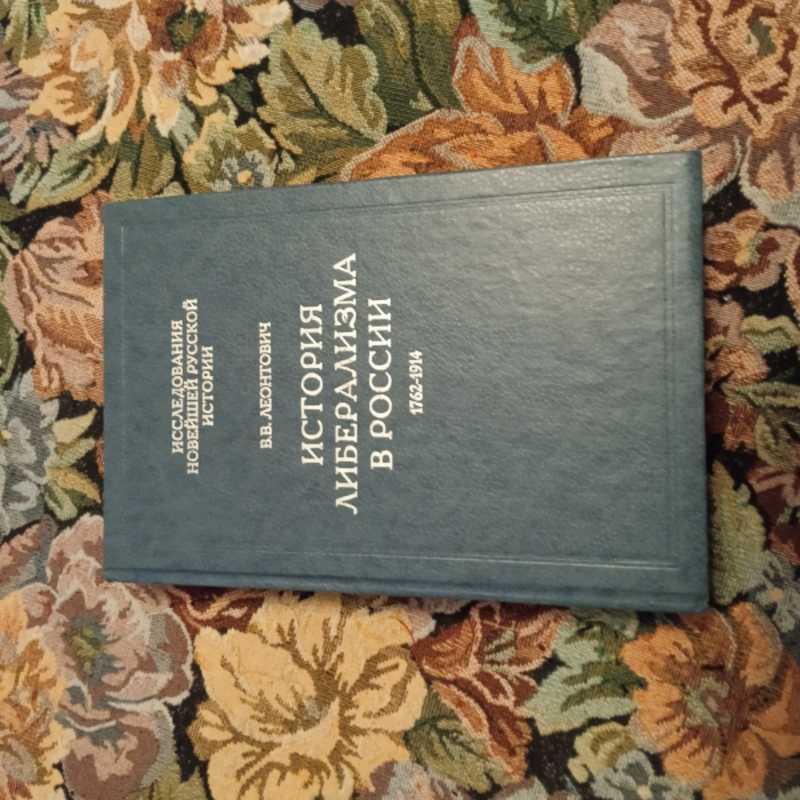 ИССЛЕДОВАНИЯ
НОВЕЙШЕЙ РУССКОЙ
ИСТОРИИ
В.В. ЛЕОНТОВИЧ
ИСТОРИЯ
ЛИБЕРАЛИЗМА
В РОССИИ
1762-1914